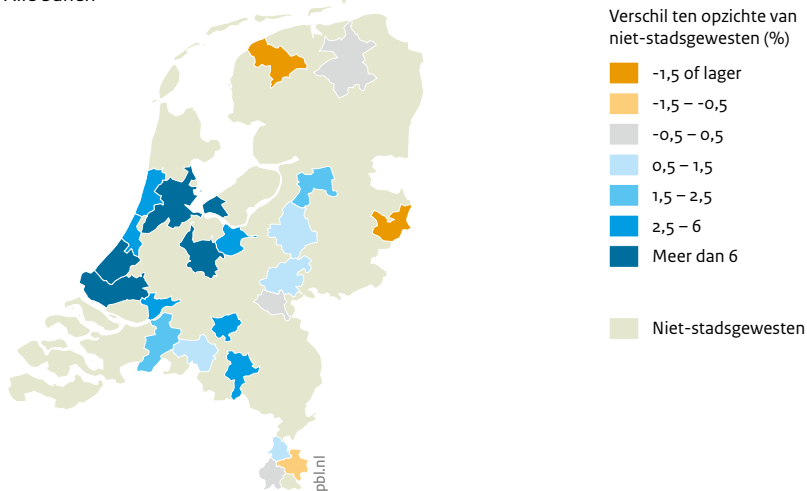 Verschil ten opzichte van
niet-stadsgewesten (%)
-1,5 of lager
-1,5 – -0,5
-0,5 – 0,5
0,5 – 1,5
1,5 – 2,5
2,5 – 6
Meer dan 6
Niet-stadsgewesten
pbl.nl